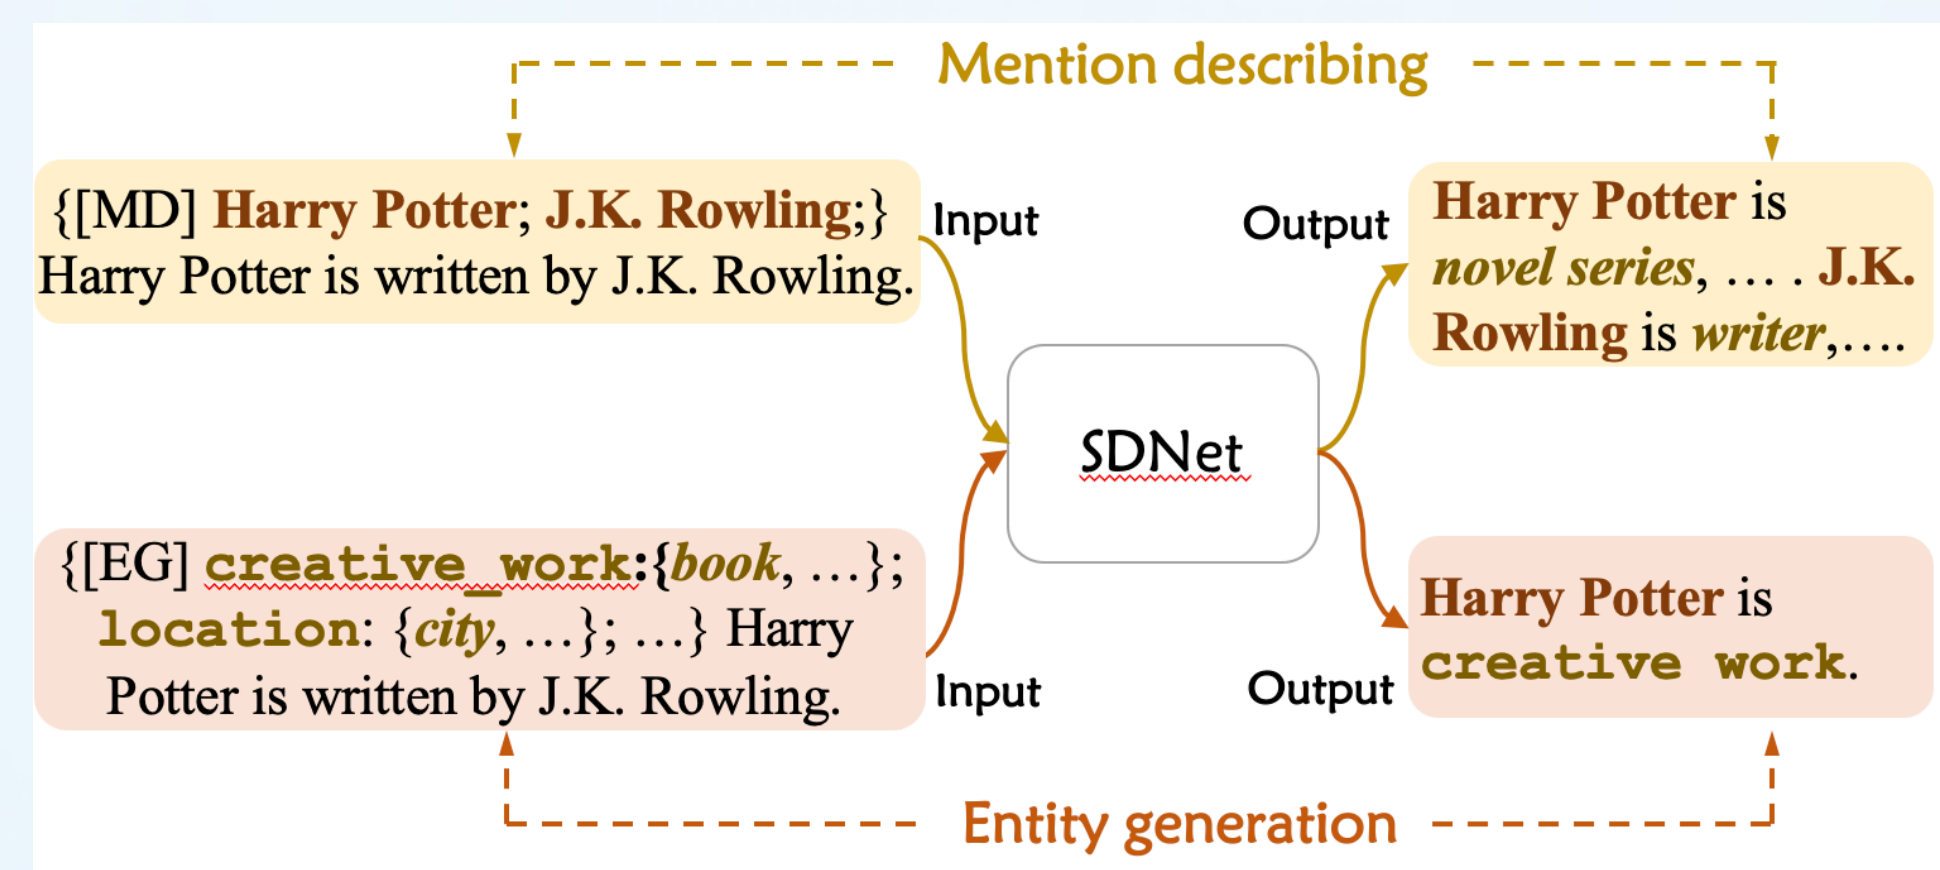 Mention describing
{[MD] Harry Potter; J.K. Rowling;}
Harry Potter is written by J.K. Rowling.
Input
Output
Harry Potter is
novel series, … . J.K.
Rowling is writer,….
SDNet
{[EG] creative_work:{book, …};
location: {city, …}; …} Harry
Potter is written by J.K. Rowling.
Input
Output
Harry Potter is
creative work.
Entity generation